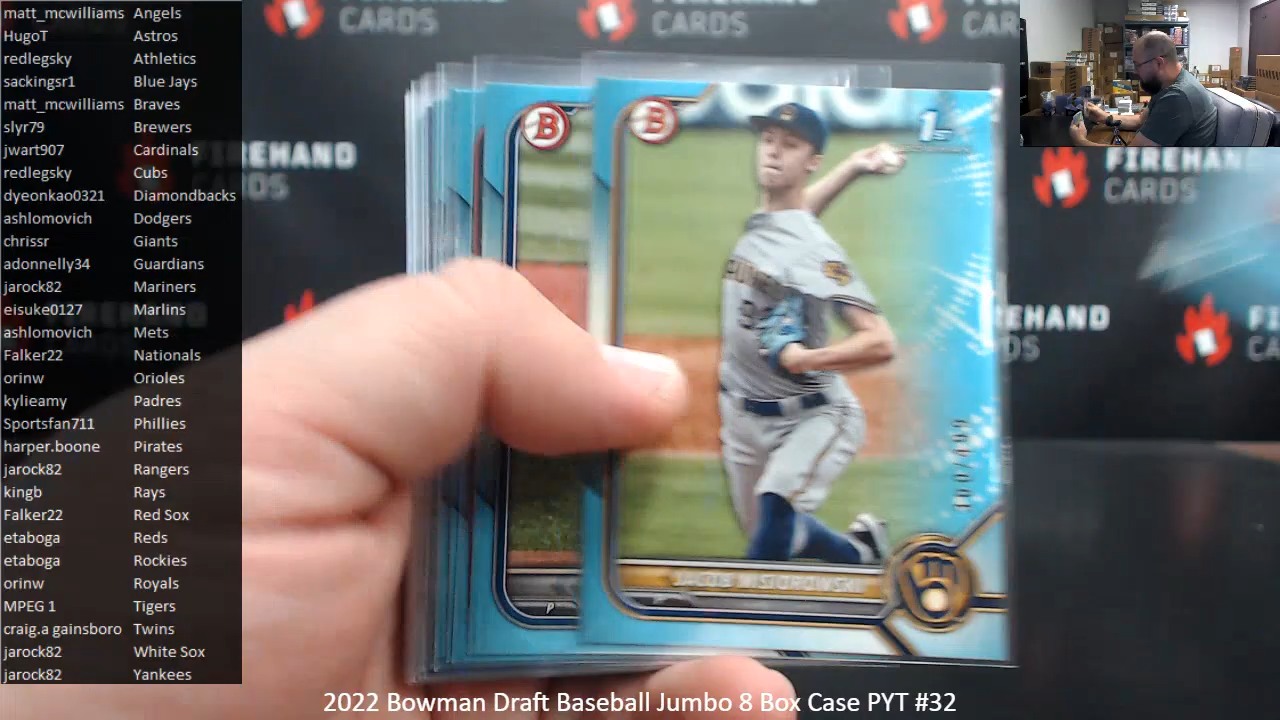 matt_mcwilliams Angels
HugoT Astros
redlegsky Athletics
sackingsr1 Blue Jays
matt_mcwilliams Braves
slyr79 Brewers
jwart907 Cardinals
redlegsky Cubs
dyeonkao0321 Diamondbacks
ashlomovich Dodgers
chrissr Giants
adonnelly34 Guardians
jarock82 Mariners
eisuke0127 Marlins
ashlomovich Mets
Falker22 Nationals
orinw Orioles
kylieamy Padres
Sportsfan711 Phillies
harper.boone Pirates
jarock82 Rangers
kingb Rays
Falker22 Red Sox
etaboga Reds
etaboga Rockies
orinw Royals
MPEG 1 Tigers
craig.a gainsboro Twins
jarock82 White Sox
jarock82 Yankees
FIREHAND
CARDS
B
B
1st
JACOB MISIOROWSKI
P
2022 Bowman Draft Baseball Jumbo 8 Box Case PYT #32